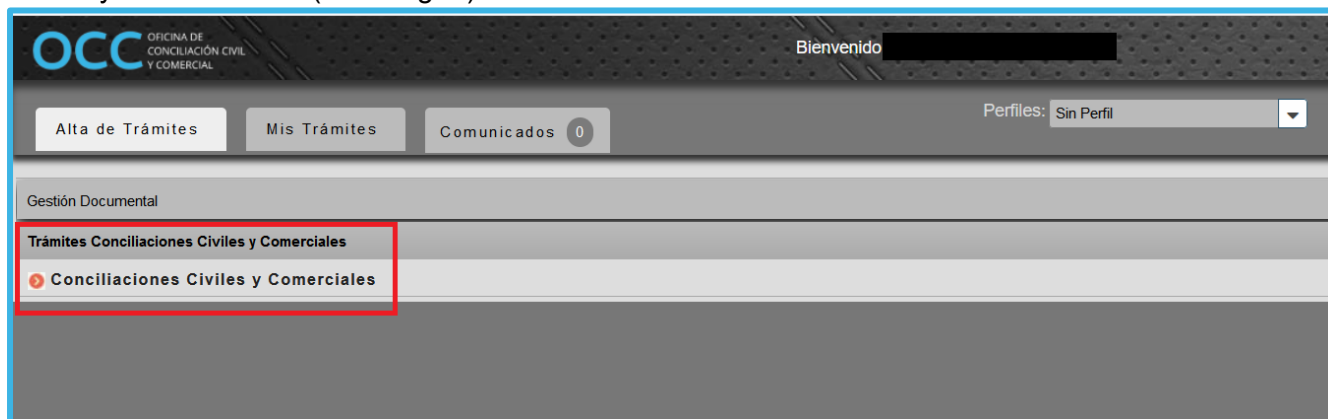 OCC
OFICINA DE
CONCILIACIÓN CIVIL
Y COMERCIAL
Bienvenido
Alta de Trámites
Mis Trámites
Comunicados 0
Perfiles: Sin Perfil
Gestión Documental
Trámites Conciliaciones Civiles y Comerciales
Conciliaciones Civiles y Comerciales